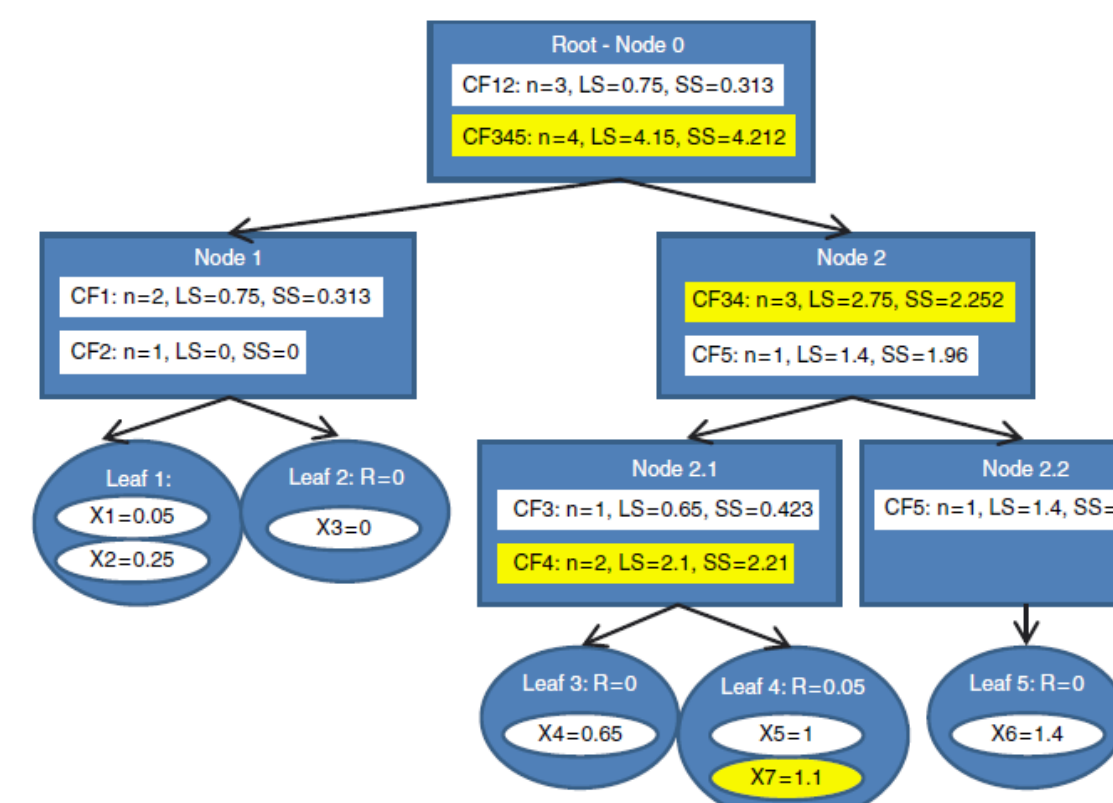 Root - Node 0
CF12: n=3, LS=0.75, SS=0.313
CF345: n=4, LS=4.15, SS=4.212
Node 1
CF1: n=2, LS=0.75, SS=0.313
CF2: n=1, LS=0, SS=0
Node 2
CF34: n=3, LS=2.75, SS=2.252
CF5: n=1, LS=1.4, SS=1.96
Leaf 1:
X1=0.05
X2=0.25
Leaf 2: R=0
X3=0
Node 2.1
CF3: n=1, LS=0.65, SS=0.423
CF4: n=2, LS=2.1, SS=2.21
Node 2.2
CF5: n=1, LS=1.4, SS=
Leaf 3: R=0
X4=0.65
Leaf 4: R=0.05
X5=1
X7=1.1
Leaf 5: R=0
X6=1.4